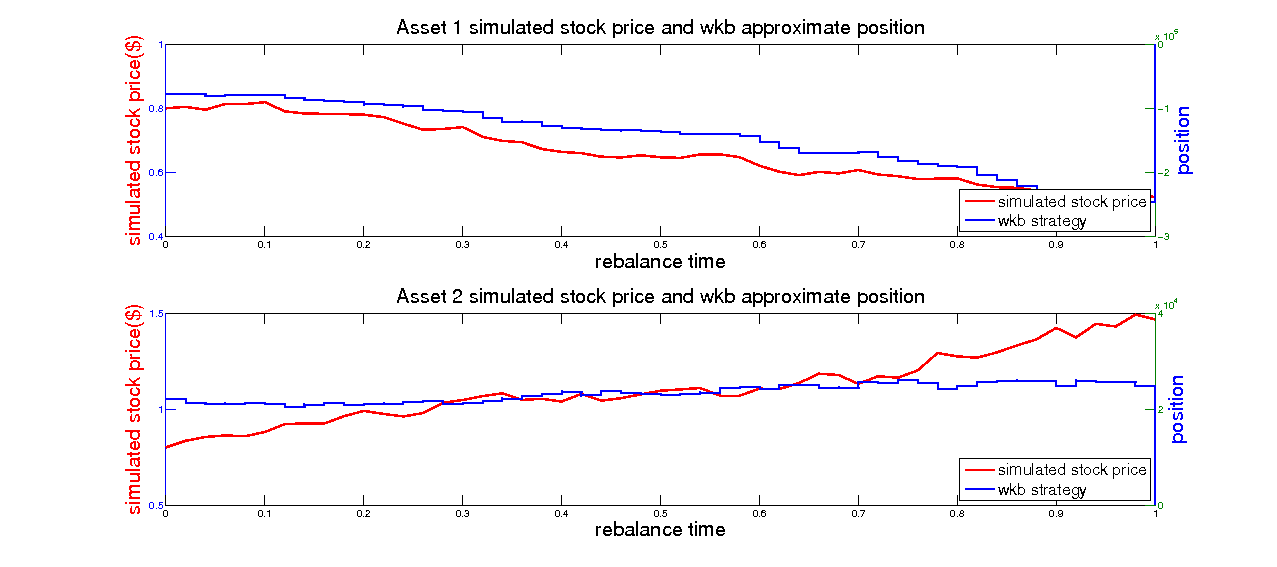 Asset 1 simulated stock price and wkb approximate position
x 10^5
1
0.8
0.6
0.4
simulated stock price($)
0
-1
-2
-3
position
simulated stock price
wkb strategy
0 0.1 0.2 0.3 0.4 0.5 0.6 0.7 0.8 0.9 1
rebalance time
Asset 2 simulated stock price and wkb approximate position
x 10^4
1.5
1
0.5
simulated stock price($)
4
2
0
position
simulated stock price
wkb strategy
0 0.1 0.2 0.3 0.4 0.5 0.6 0.7 0.8 0.9 1
rebalance time